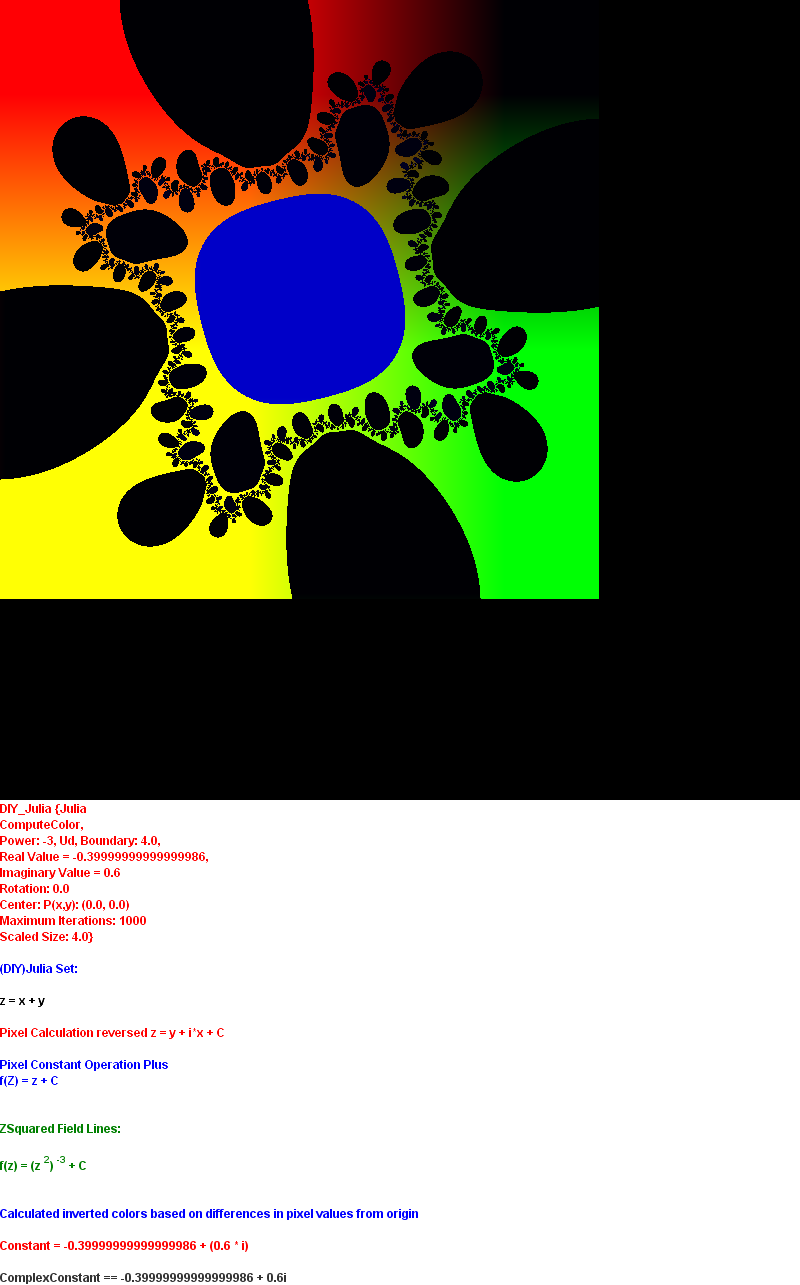 DIY_Julia {Julia
ComputeColor,
Power: -3, Ud, Boundary: 4.0,
Real Value = -0.39999999999999986,
Imaginary Value = 0.6
Rotation: 0.0
Center: P(x,y): (0.0, 0.0)
Maximum Iterations: 1000
Scaled Size: 4.0}
(DIY)Julia Set:
z = x + y
Pixel Calculation reversed z = y + i*x + C
Pixel Constant Operation Plus
f(Z) = z + C
ZSquared Field Lines:
f(z) = (z 2) -3 + C
Calculated inverted colors based on differences in pixel values from origin
Constant = -0.39999999999999986 + (0.6 * i)
ComplexConstant == -0.39999999999999986 + 0.6i